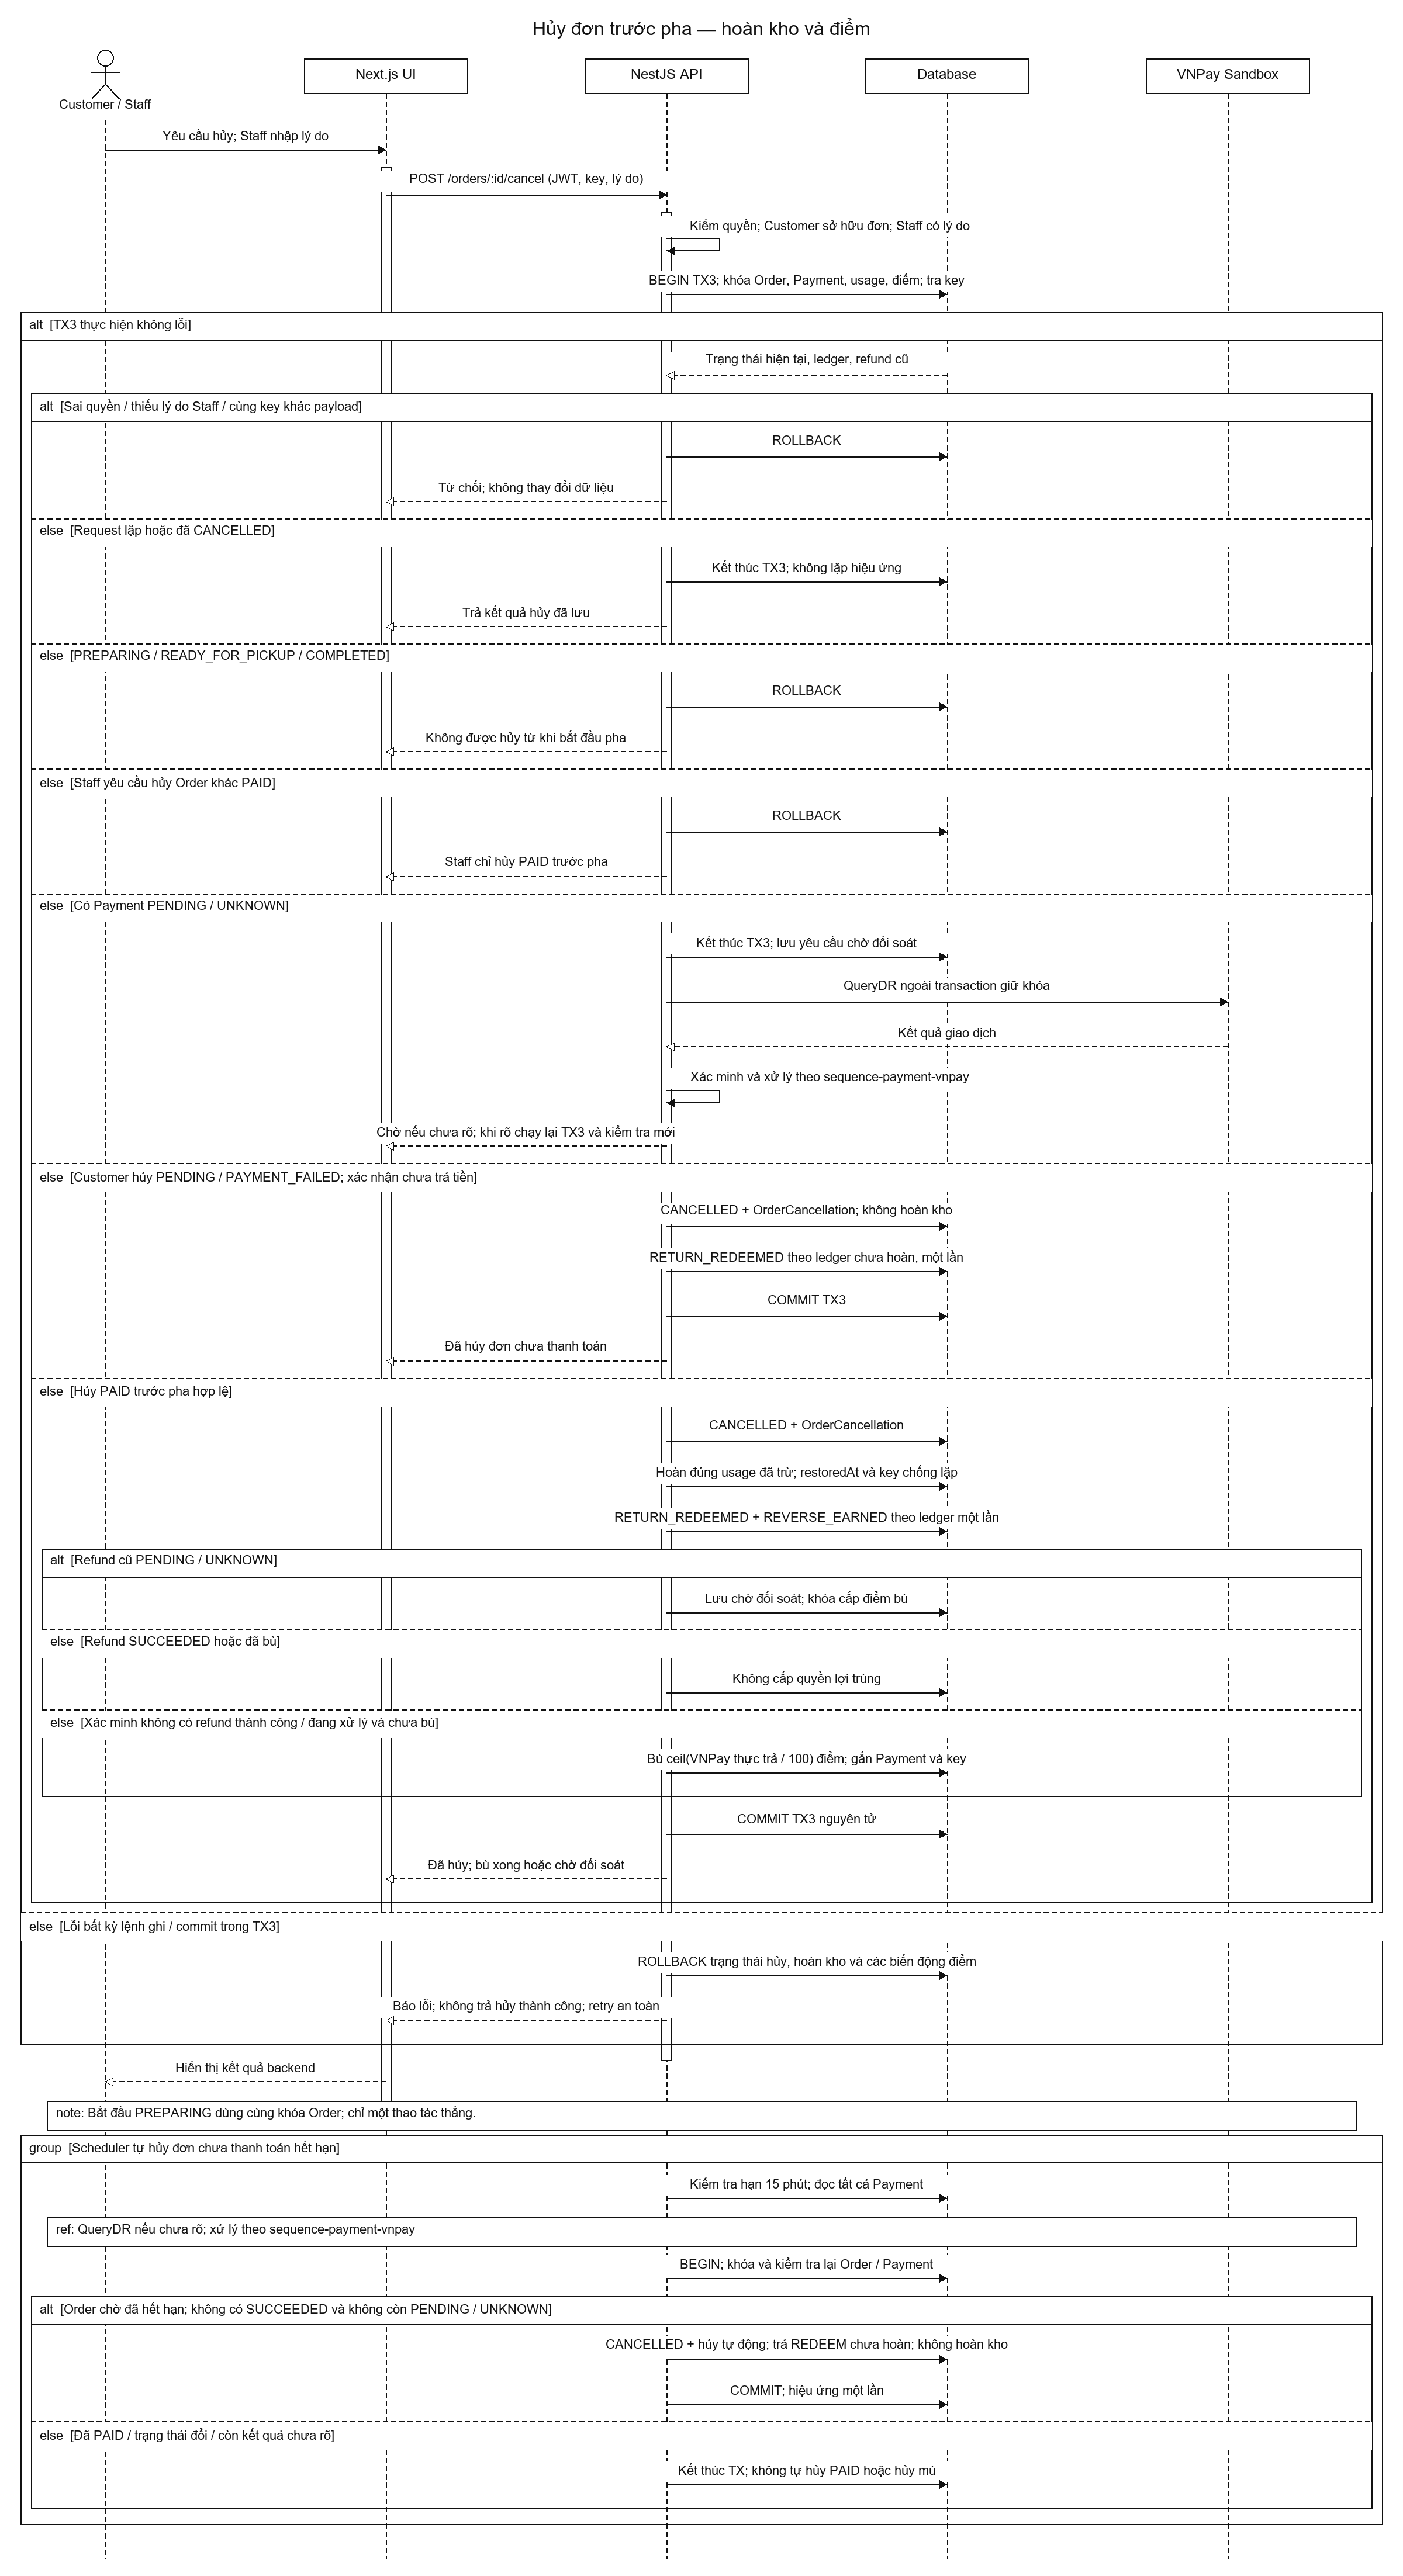 Hủy đơn trước pha — hoàn kho và điểm
Customer / Staff
Next.js UI
NestJS API
Database
VNPay Sandbox
Yêu cầu hủy; Staff nhập lý do
POST /orders/:id/cancel (JWT, key, lý do)
Kiểm quyền; Customer sở hữu đơn; Staff có lý do
BEGIN TX3; khóa Order, Payment, usage, điểm; tra key
alt [TX3 thực hiện không lỗi]
Trạng thái hiện tại, ledger, refund cũ
alt [Sai quyền / thiếu lý do Staff / cùng key khác payload]
ROLLBACK
Từ chối; không thay đổi dữ liệu
else [Request lặp hoặc đã CANCELLED]
Kết thúc TX3; không lặp hiệu ứng
Trả kết quả hủy đã lưu
else [PREPARING / READY_FOR_PICKUP / COMPLETED]
ROLLBACK
Không được hủy từ khi bắt đầu pha
else [Staff yêu cầu hủy Order khác PAID]
ROLLBACK
Staff chỉ hủy PAID trước pha
else [Có Payment PENDING / UNKNOWN]
Kết thúc TX3; lưu yêu cầu chờ đối soát
QueryDR ngoài transaction giữ khóa
Kết quả giao dịch
Xác minh và xử lý theo sequence-payment-vnpay
Chờ nếu chưa rõ; khi rõ chạy lại TX3 và kiểm tra mới
else [Customer hủy PENDING / PAYMENT_FAILED; xác nhận chưa trả tiền]
CANCELLED + OrderCancellation; không hoàn kho
RETURN_REDEEMED theo ledger chưa hoàn, một lần
COMMIT TX3
Đã hủy đơn chưa thanh toán
else [Hủy PAID trước pha hợp lệ]
CANCELLED + OrderCancellation
Hoàn đúng usage đã trừ; restoredAt và key chống lặp
RETURN_REDEEMED + REVERSE_EARNED theo ledger một lần
alt [Refund cũ PENDING / UNKNOWN]
Lưu chờ đối soát; khóa cấp điểm bù
else [Refund SUCCEEDED hoặc đã bù]
Không cấp quyền lợi trùng
else [Xác minh không có refund thành công / đang xử lý và chưa bù]
Bù ceil(VNPay thực trả / 100) điểm; gắn Payment và key
COMMIT TX3 nguyên tử
Đã hủy; bù xong hoặc chờ đối soát
else [Lỗi bất kỳ lệnh ghi / commit trong TX3]
ROLLBACK trạng thái hủy, hoàn kho và các biến động điểm
Báo lỗi; không trả hủy thành công; retry an toàn
Hiển thị kết quả backend
note: Bắt đầu PREPARING dùng cùng khóa Order; chỉ một thao tác thắng.
group [Scheduler tự hủy đơn chưa thanh toán hết hạn]
Kiểm tra hạn 15 phút; đọc tất cả Payment
ref: QueryDR nếu chưa rõ; xử lý theo sequence-payment-vnpay
BEGIN; khóa và kiểm tra lại Order / Payment
alt [Order chờ đã hết hạn; không có SUCCEEDED và không còn PENDING / UNKNOWN]
CANCELLED + hủy tự động; trả REDEEM chưa hoàn; không hoàn kho
COMMIT; hiệu ứng một lần
else [Đã PAID / trạng thái đổi / còn kết quả chưa rõ]
Kết thúc TX; không tự hủy PAID hoặc hủy mù